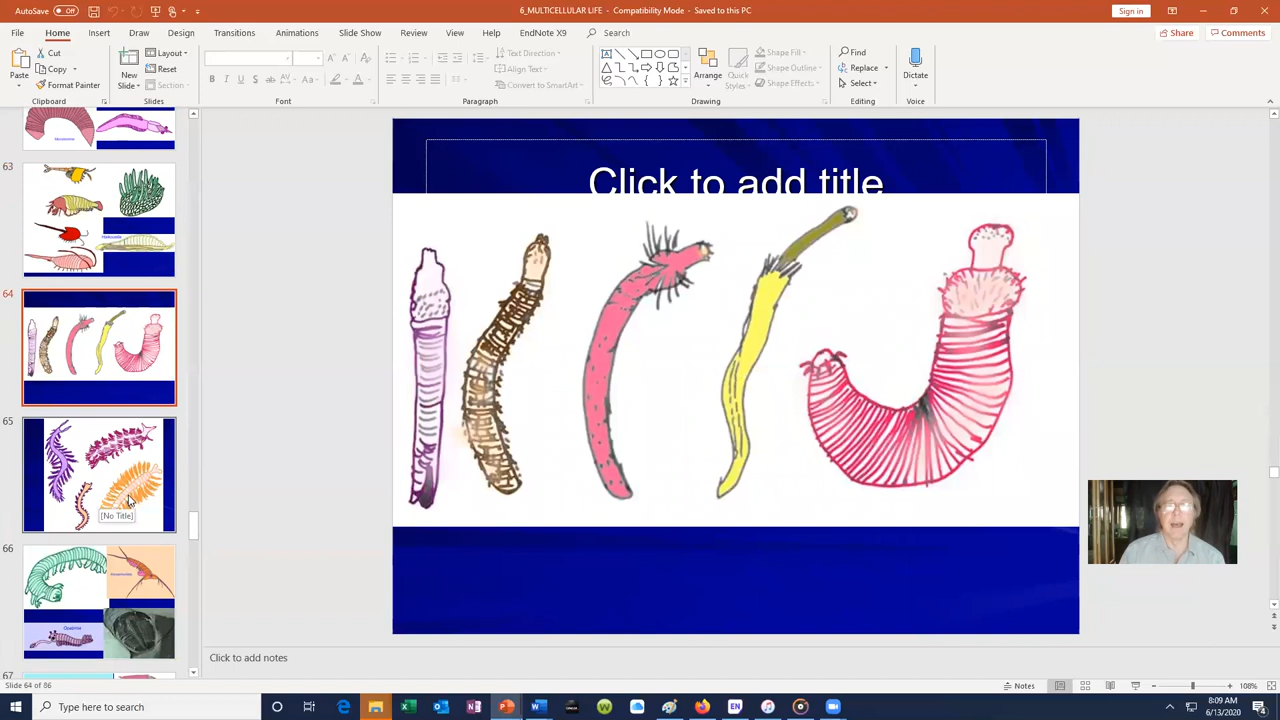 AutoSave Off
6_MULTICELLULAR LIFE - Compatibility Mode - Saved to this PC
Sign in
File Home Insert Draw Design Transitions Animations Slide Show Review View Help EndNote X9 Search
Share Comments
Paste
Cut
Copy
Format Painter
Clipboard
New
Slide
Layout
Reset
Section
Slides
Font
Text Direction
Align Text
Convert to SmartArt
Paragraph
Arrange
Quick
Styles
Shape Fill
Shape Outline
Shape Effects
Drawing
Find
Replace
Select
Editing
Dictate
Voice
63
64
65
[No Title]
66
67
Click to add title
Click to add notes
Slide 64 of 86
Notes
108%
Type here to search
8:09 AM
6/13/2020